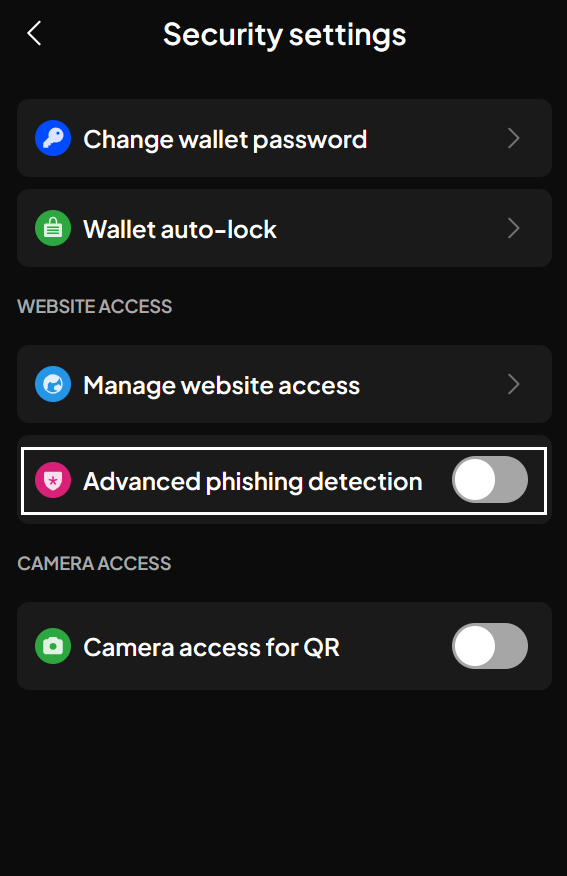 Security settings
Change wallet password
Wallet auto-lock
WEBSITE ACCESS
Manage website access
Advanced phishing detection
CAMERA ACCESS
Camera access for QR